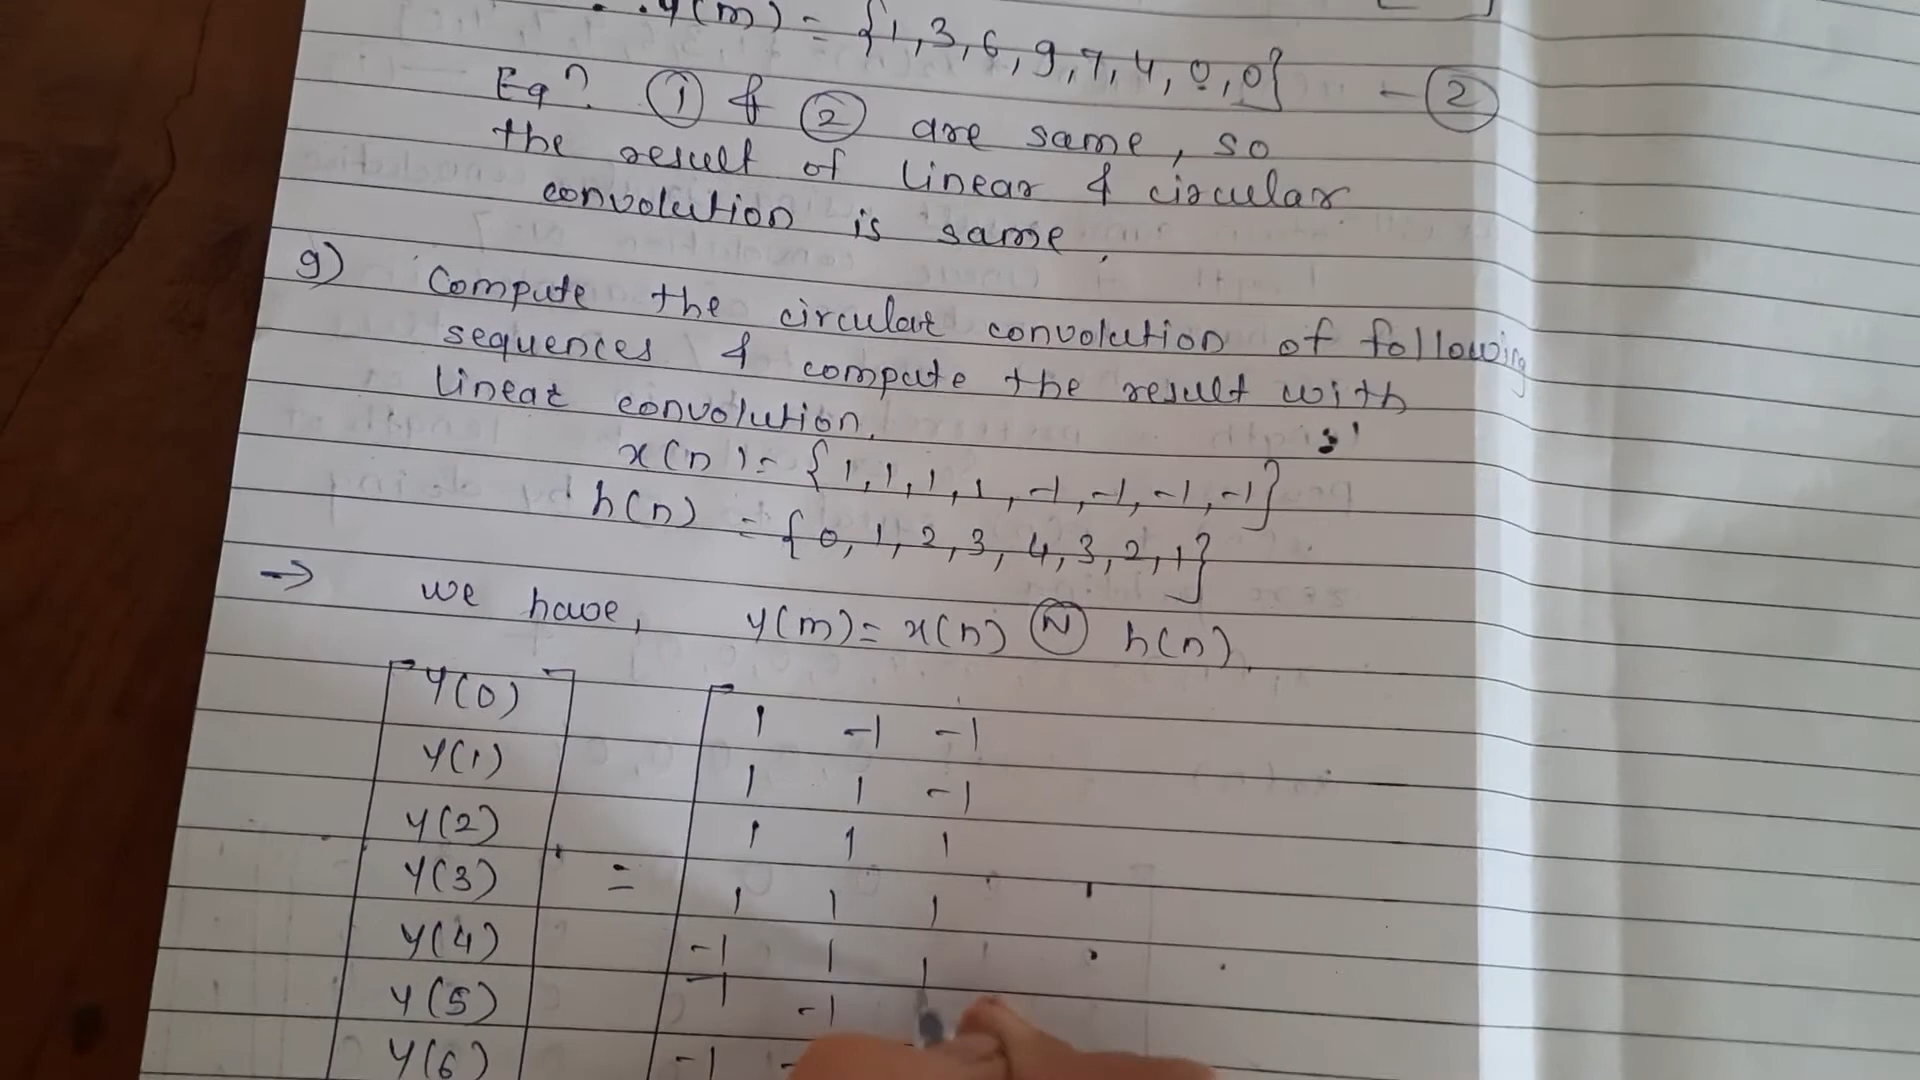 ∴ y(m) = {1, 3, 6, 9, 7, 4, 0, 0} - (2)
Eqⁿ. (1) & (2) are same, so
the result of linear & circular
convolution is same.
g) Compute the circular convolution of following
sequences & compute the result with
linear convolution.
x(n) = {1, 1, 1, 1, -1, -1, -1, -1}
h(n) = {0, 1, 2, 3, 4, 3, 2, 1}
→ we have, y(m) = x(n) (N) h(n).
y(0) 1 -1 -1
y(1) 1 1 -1
y(2) 1 1 1
y(3) = 1 1 1
y(4) -1 1 1
y(5) -1 -1
y(6) -1